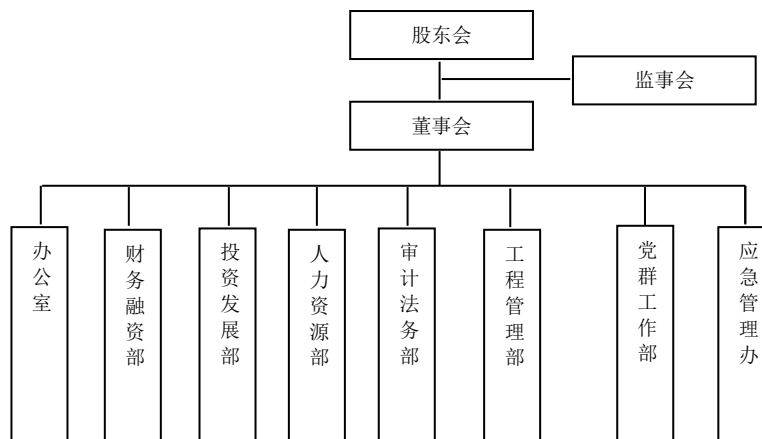 股东会
监事会
董事会
办公室
财务融资部
投资发展部
人力资源部
审计法务部
工程管理部
党群工作部
应急管理办